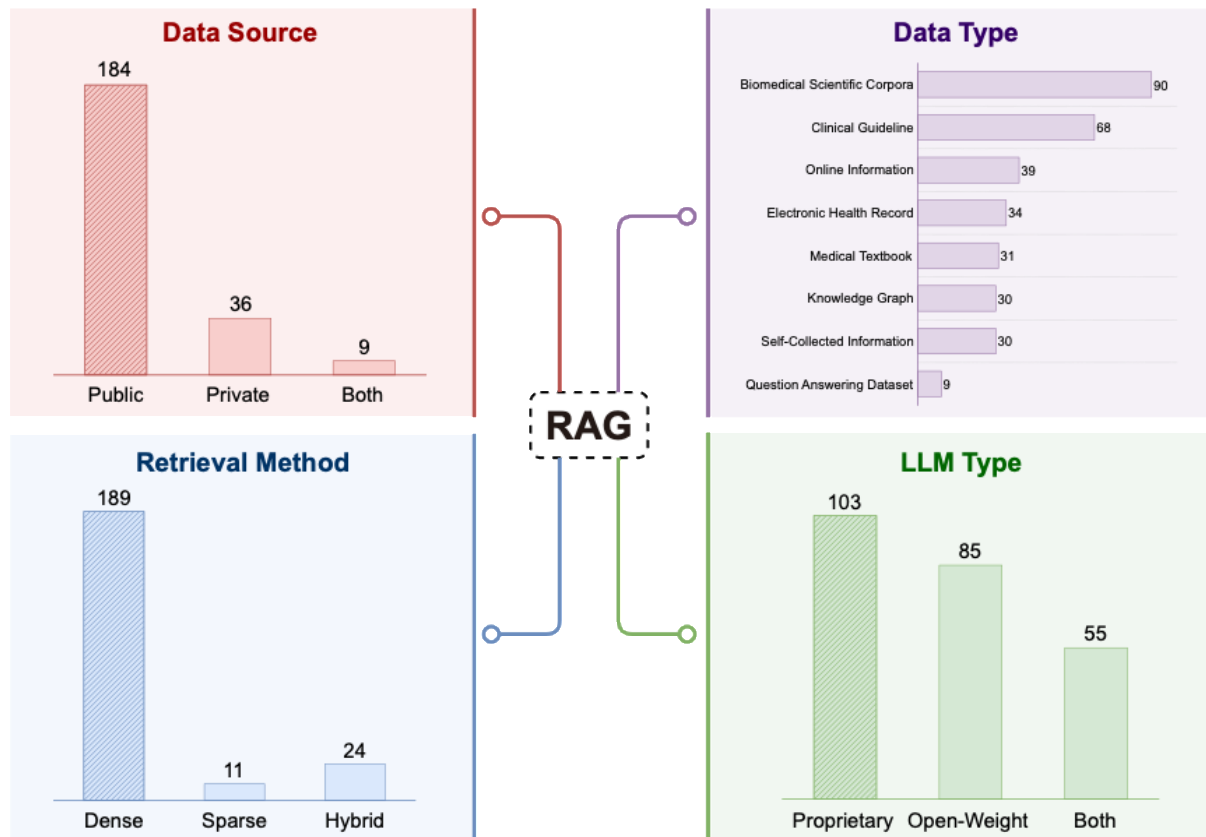 Data Source
184
36
9
Public Private Both
Data Type
Biomedical Scientific Corpora 90
Clinical Guideline 68
Online Information 39
Electronic Health Record 34
Medical Textbook 31
Knowledge Graph 30
Self-Collected Information 30
Question Answering Dataset 9
RAG
Retrieval Method
189
11
24
Dense Sparse Hybrid
LLM Type
103
85
55
Proprietary Open-Weight Both